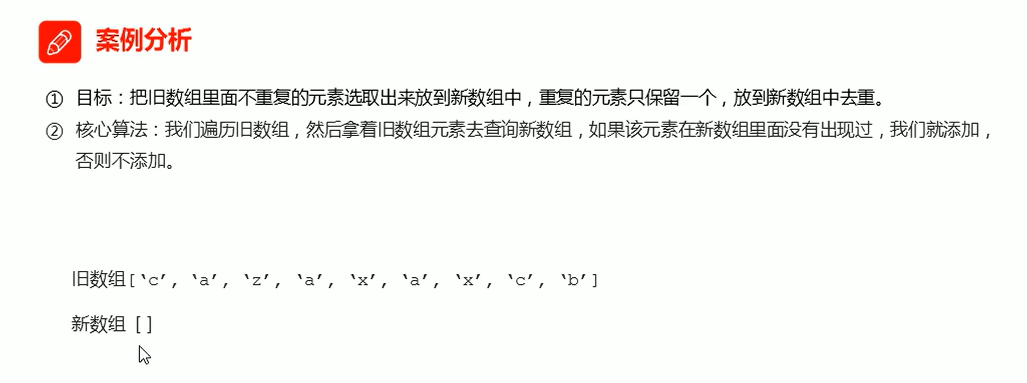 案例分析
① 目标：把旧数组里面不重复的元素选取出来放到新数组中，重复的元素只保留一个，放到新数组中去重。
② 核心算法：我们遍历旧数组，然后拿着旧数组元素去查询新数组，如果该元素在新数组里面没有出现过，我们就添加，
否则不添加。
旧数组[‘c’, ‘a’, ‘z’, ‘a’, ‘x’, ‘a’, ‘x’, ‘c’, ‘b’]
新数组 []